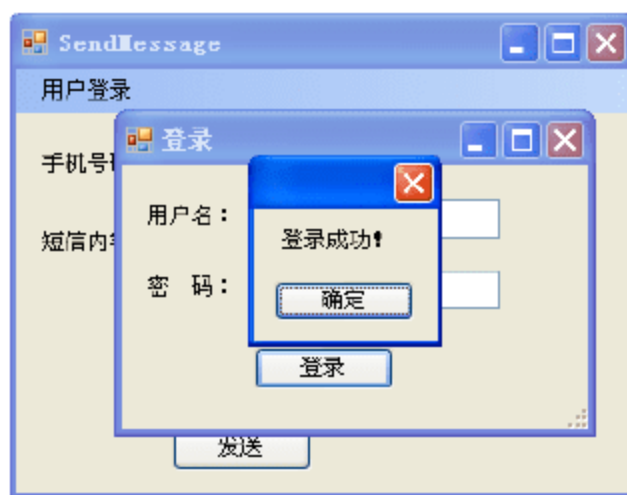 SendMessage
用户登录
手机号
短信内
登录
用户名：
密 码：
登录成功!
确定
登录
发送